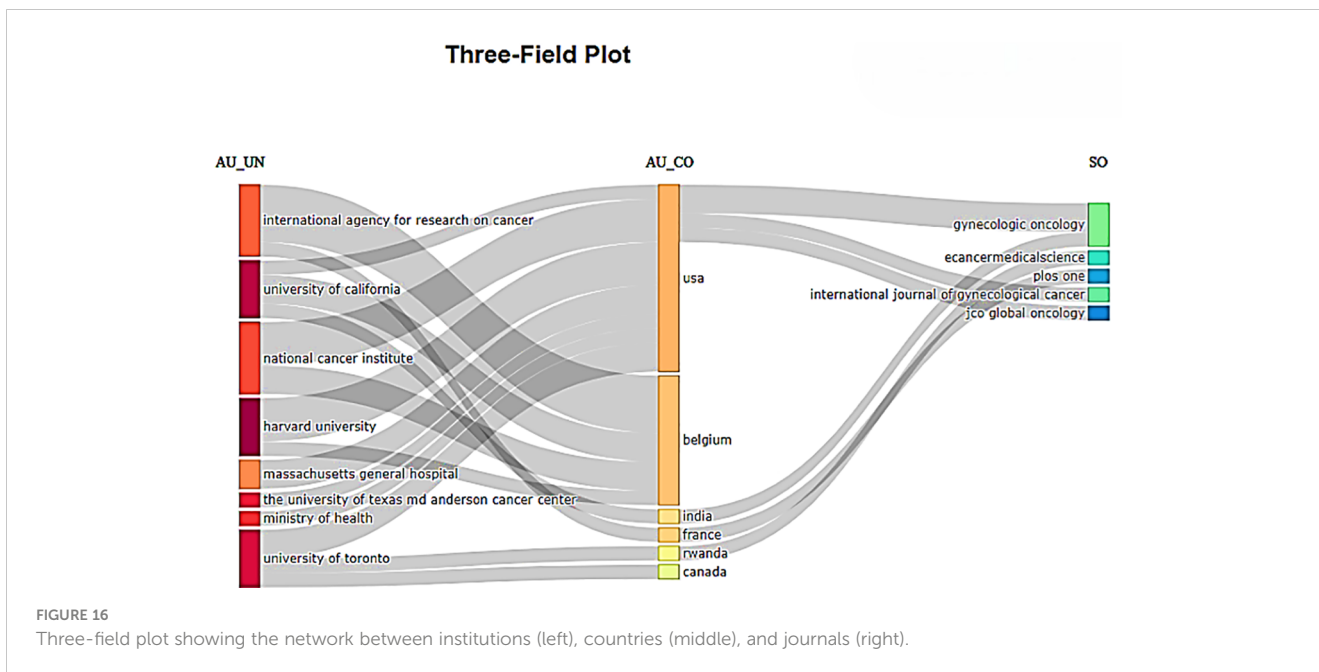 Three-Field Plot
AU_UN
AU_CO
SO
international agency for research on cancer
university of california
national cancer institute
harvard university
massachusetts general hospital
the university of texas md anderson cancer center
ministry of health
university of toronto
usa
belgium
india
france
rwanda
canada
gynecologic oncology
ecancermedicalscience
plos one
international journal of gynecological cancer
jco global oncology
FIGURE 16
Three-field plot showing the network between institutions (left), countries (middle), and journals (right).